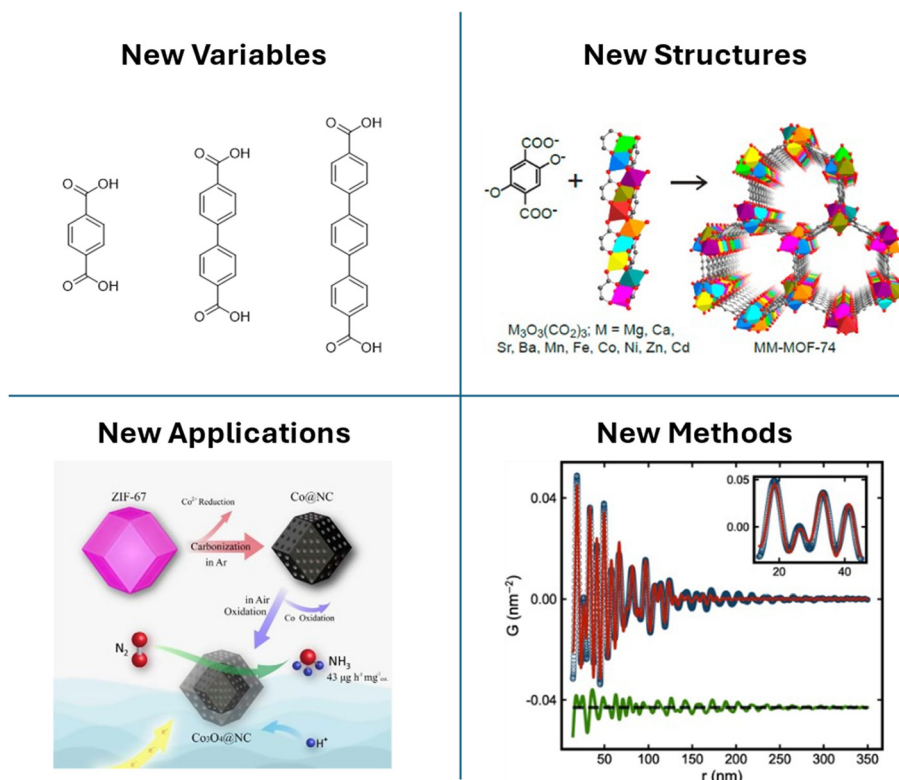 New Variables
O
OH
O
OH
O
OH
O
OH
O
OH
O
OH
New Structures
COO-
O-
-O
COO-
+
M3O3(CO2)3; M = Mg, Ca,
Sr, Ba, Mn, Fe, Co, Ni, Zn, Cd
MM-MOF-74
New Applications
ZIF-67
Co2+ Reduction
Co@NC
Carbonization
in Ar
in Air
Oxidation
Co Oxidation
N2
NH3
43 μg h-1 mg-1cat.
Co3O4@NC
H+
New Methods
G (nm-2)
0.04
0.00
-0.04
0.05
0.00
20
40
50
100
150
200
250
300
350
r (nm)